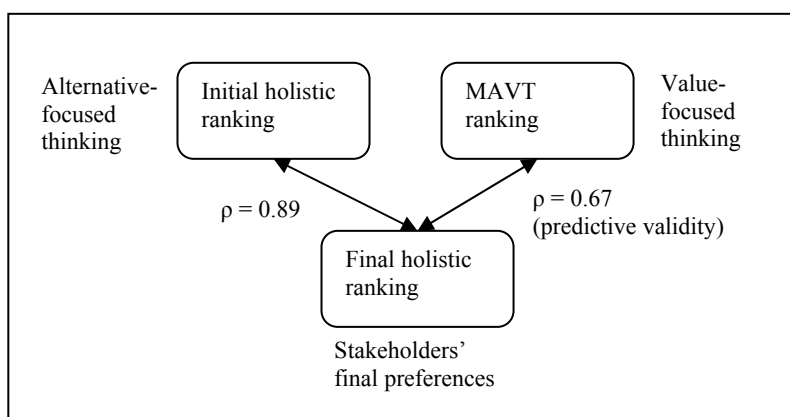 Alternative-
focused
thinking
Initial holistic
ranking
MAVT
ranking
Value-
focused
thinking
ρ = 0.89
ρ = 0.67
(predictive validity)
Final holistic
ranking
Stakeholders’
final preferences